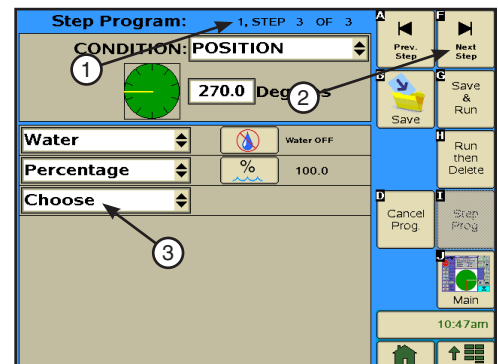 Step Program: 1, STEP 3 OF 3
CONDITION: POSITION
1
270.0 Deg s
2
Water
Water OFF
Percentage
%
100.0
Choose
3
A
Prev.
Step
F
Next
Step
Save
G
Save
&
Run
Run
then
Delete
D
Cancel
Prog.
I
Step
Prog
J
Main
10:47am